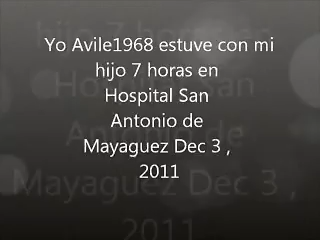 Yo Avile1968 estuve con mi
hijo 7 horas en
Hospital San
Antonio de
Mayaguez Dec 3 ,
2011